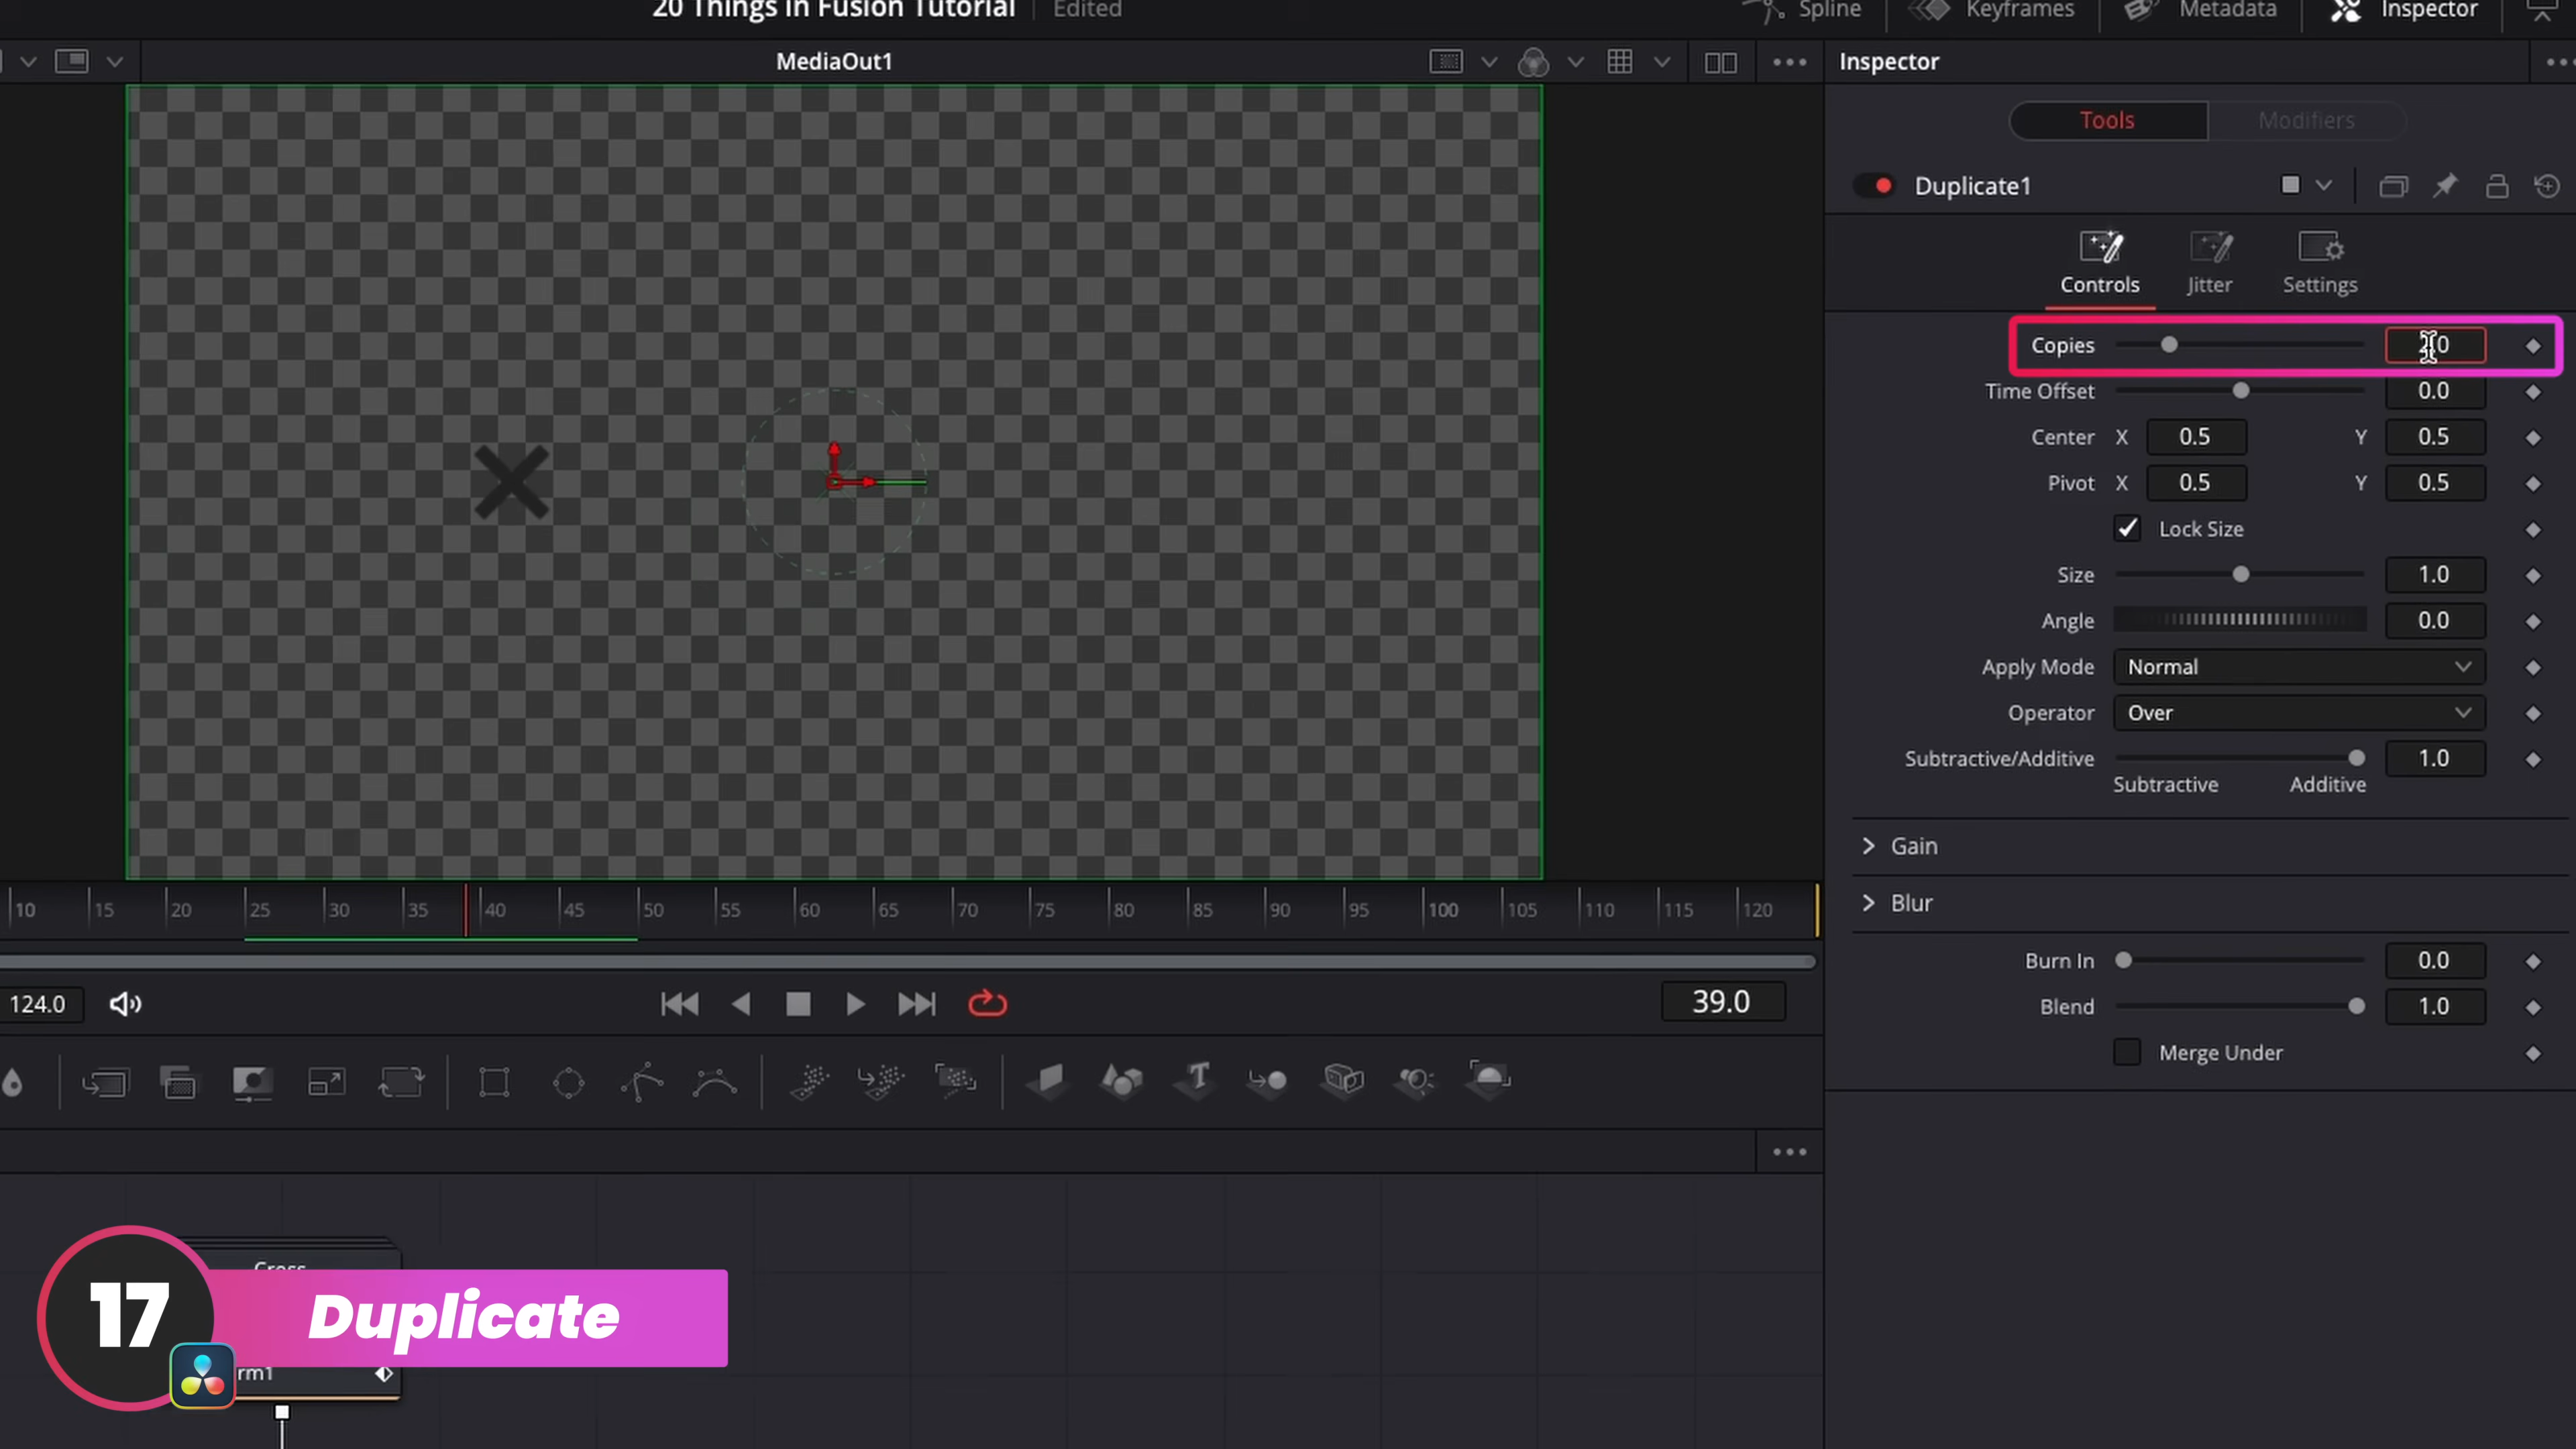 20 Things in Fusion Tutorial
Edited
Spline
Keyframes
Metadata
Inspector
MediaOut1
Inspector
Tools
Modifiers
Duplicate1
Controls
Jitter
Settings
Copies
Time Offset 0.0
Center X 0.5 Y 0.5
Pivot X 0.5 Y 0.5
Lock Size
Size 1.0
Angle 0.0
Apply Mode Normal
Operator Over
Subtractive/Additive 1.0
Subtractive Additive
Gain
Blur
Burn In 0.0
Blend 1.0
Merge Under
10 15 20 25 30 35 40 45 50 55 60 65 70 75 80 85 90 95 100 105 110 115 120
124.0
39.0
17
Duplicate
rm1